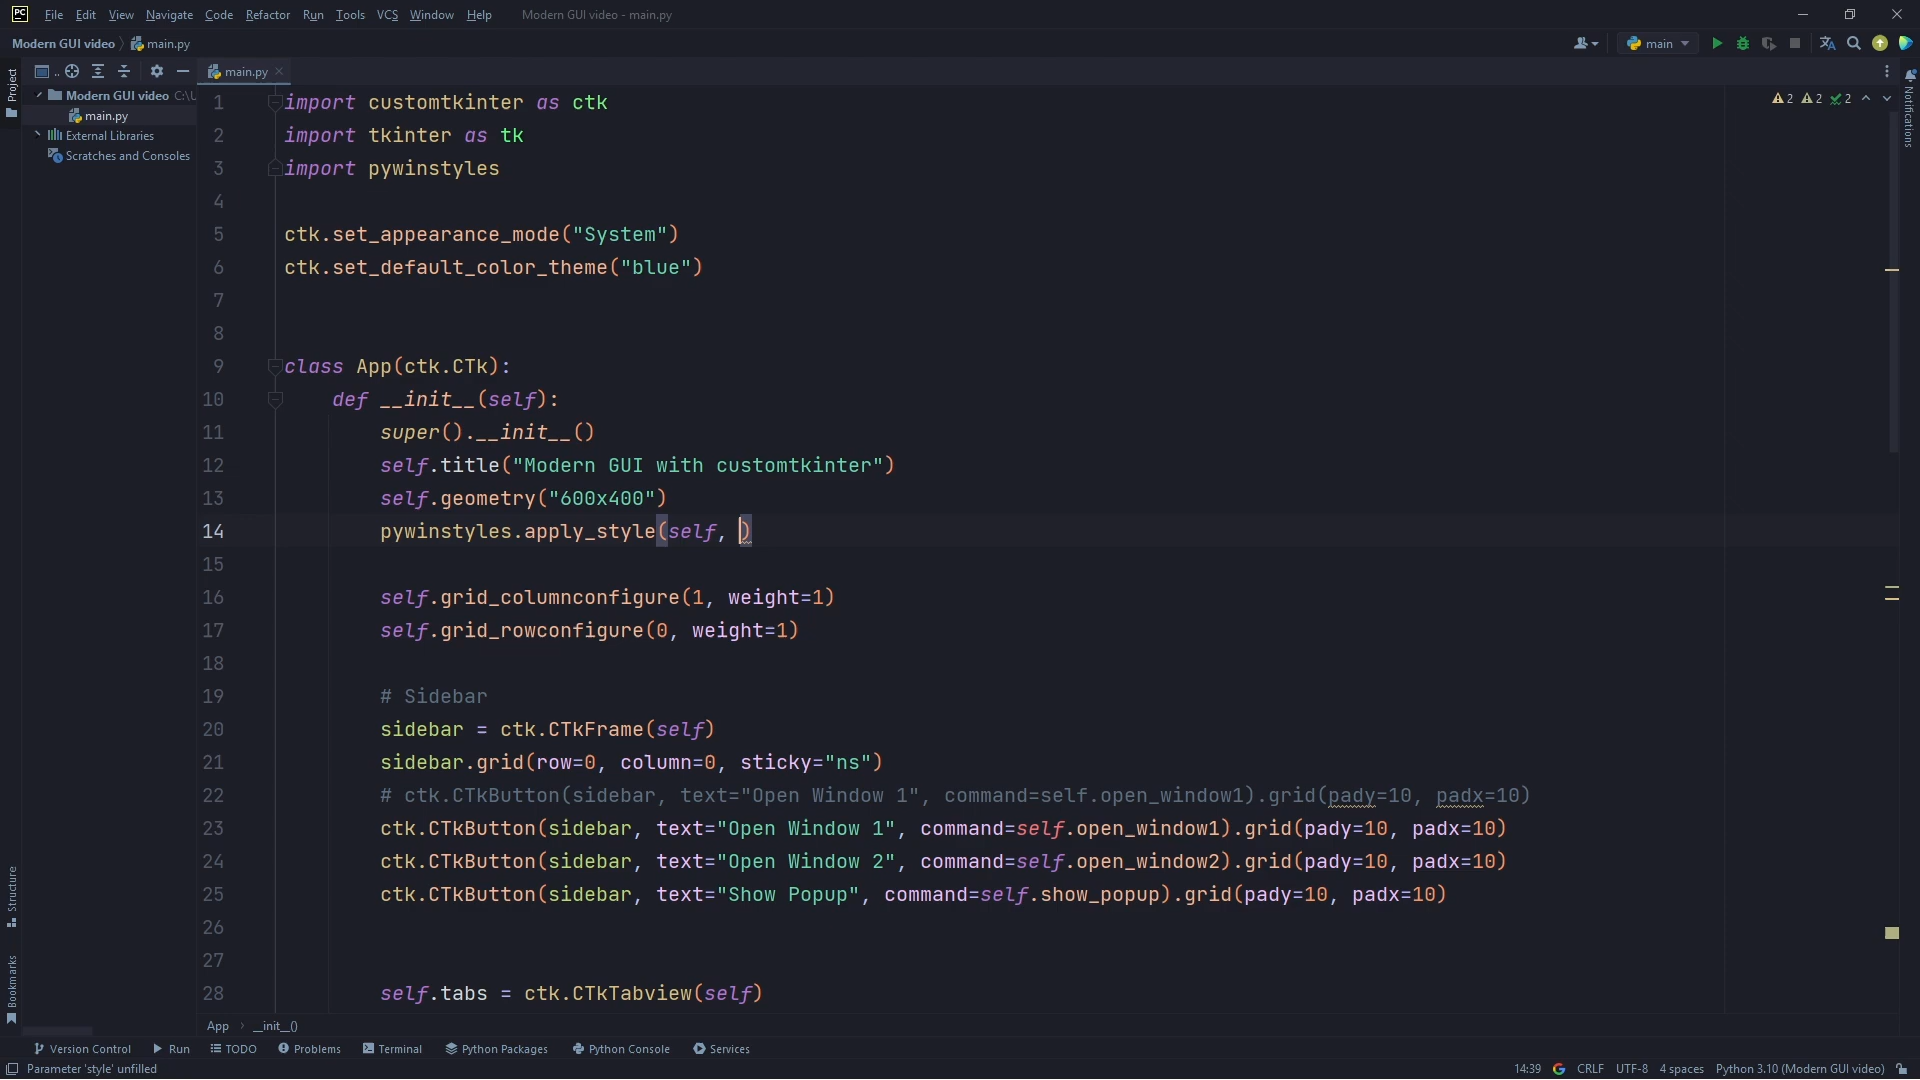 PC File Edit View Navigate Code Refactor Run Tools VCS Window Help Modern GUI video - main.py
Modern GUI video main.py main
Project
.. main.py
Modern GUI video C:\U
main.py
External Libraries
Scratches and Consoles
2 2 2
Notifications
1 import customtkinter as ctk
2 import tkinter as tk
3 import pywinstyles
4
5 ctk.set_appearance_mode("System")
6 ctk.set_default_color_theme("blue")
7
8
9 class App(ctk.CTk):
10 def __init__(self):
11 super().__init__()
12 self.title("Modern GUI with customtkinter")
13 self.geometry("600x400")
14 pywinstyles.apply_style(self, )
15
16 self.grid_columnconfigure(1, weight=1)
17 self.grid_rowconfigure(0, weight=1)
18
19 # Sidebar
20 sidebar = ctk.CTkFrame(self)
21 sidebar.grid(row=0, column=0, sticky="ns")
22 # ctk.CTkButton(sidebar, text="Open Window 1", command=self.open_window1).grid(pady=10, padx=10)
23 ctk.CTkButton(sidebar, text="Open Window 1", command=self.open_window1).grid(pady=10, padx=10)
24 ctk.CTkButton(sidebar, text="Open Window 2", command=self.open_window2).grid(pady=10, padx=10)
25 ctk.CTkButton(sidebar, text="Show Popup", command=self.show_popup).grid(pady=10, padx=10)
26
27
28 self.tabs = ctk.CTkTabview(self)
Structure
Bookmarks
App __init__()
Version Control Run TODO Problems Terminal Python Packages Python Console Services
Parameter 'style' unfilled 14:39 G CRLF UTF-8 4 spaces Python 3.10 (Modern GUI video)